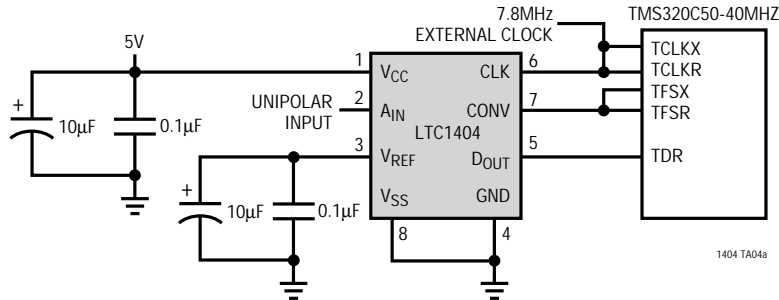 7.8MHz
EXTERNAL CLOCK
TMS320C50-40MHZ
5V
1
VCC
CLK
6
TCLKX
TCLKR
UNIPOLAR
INPUT
2
AIN
CONV
7
TFSX
TFSR
+
10µF
0.1µF
LTC1404
3
VREF
DOUT
5
TDR
+
10µF
0.1µF
VSS
GND
8
4
1404 TA04a